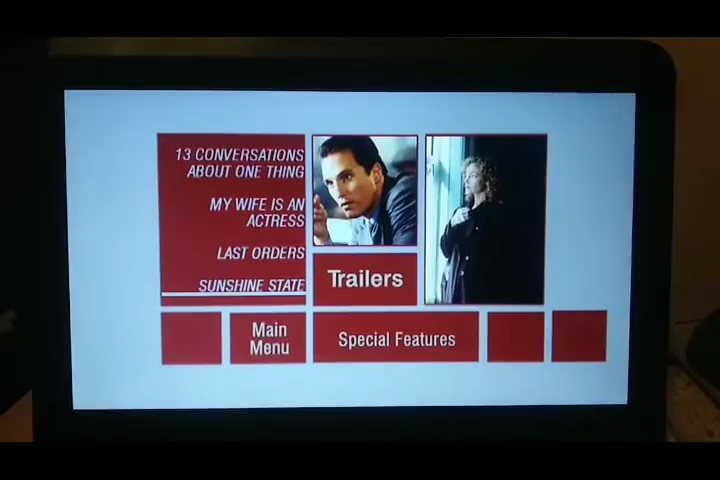 13 CONVERSATIONS
ABOUT ONE THING
MY WIFE IS AN
ACTRESS
LAST ORDERS
SUNSHINE STATE
Trailers
Main
Menu
Special Features